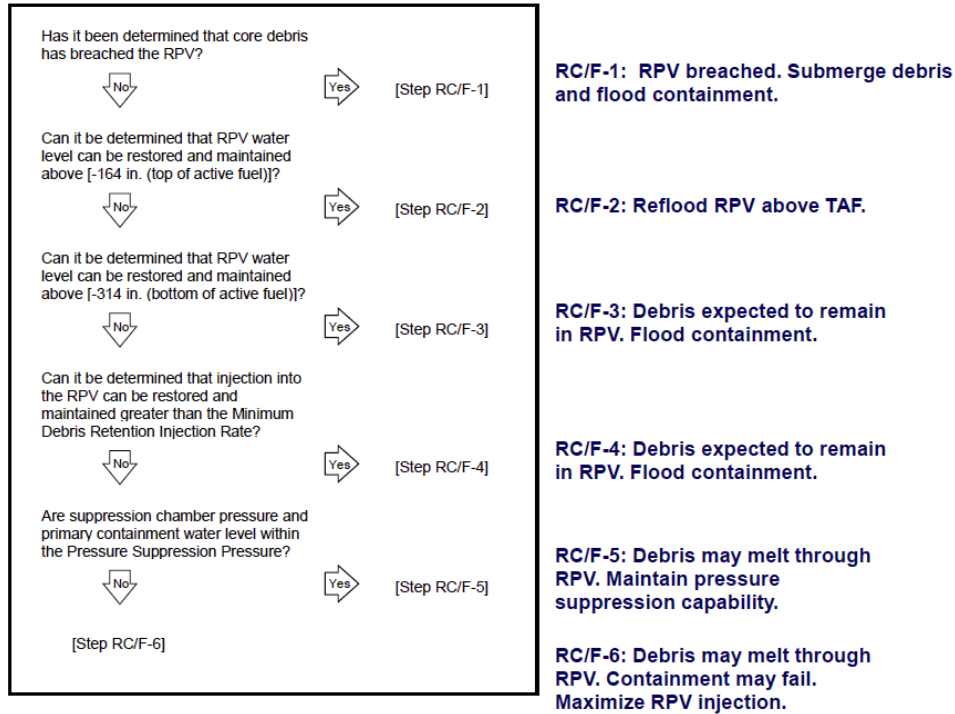 Has it been determined that core debris
has breached the RPV?
No
Yes
[Step RC/F-1]
RC/F-1: RPV breached. Submerge debris
and flood containment.
Can it be determined that RPV water
level can be restored and maintained
above [-164 in. (top of active fuel)]?
No
Yes
[Step RC/F-2]
RC/F-2: Reflood RPV above TAF.
Can it be determined that RPV water
level can be restored and maintained
above [-314 in. (bottom of active fuel)]?
No
Yes
[Step RC/F-3]
RC/F-3: Debris expected to remain
in RPV. Flood containment.
Can it be determined that injection into
the RPV can be restored and
maintained greater than the Minimum
Debris Retention Injection Rate?
No
Yes
[Step RC/F-4]
RC/F-4: Debris expected to remain
in RPV. Flood containment.
Are suppression chamber pressure and
primary containment water level within
the Pressure Suppression Pressure?
No
Yes
[Step RC/F-5]
RC/F-5: Debris may melt through
RPV. Maintain pressure
suppression capability.
[Step RC/F-6]
RC/F-6: Debris may melt through
RPV. Containment may fail.
Maximize RPV injection.